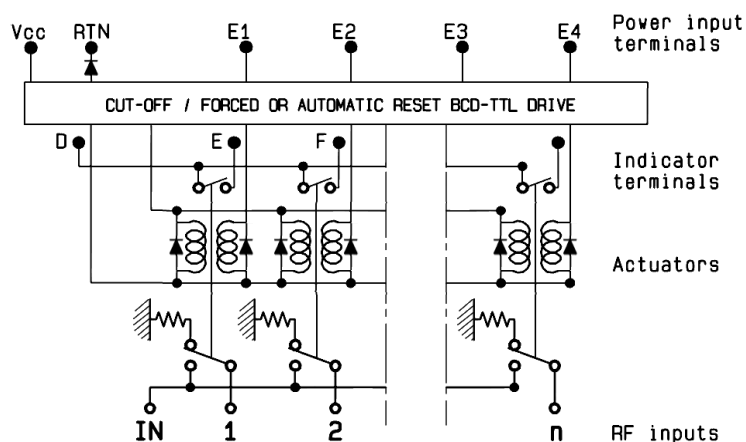 Vcc RTN E1 E2 E3 E4 Power input
terminals
CUT-OFF / FORCED OR AUTOMATIC RESET BCD-TTL DRIVE
D E F
Indicator
terminals
Actuators
IN 1 2 n RF inputs